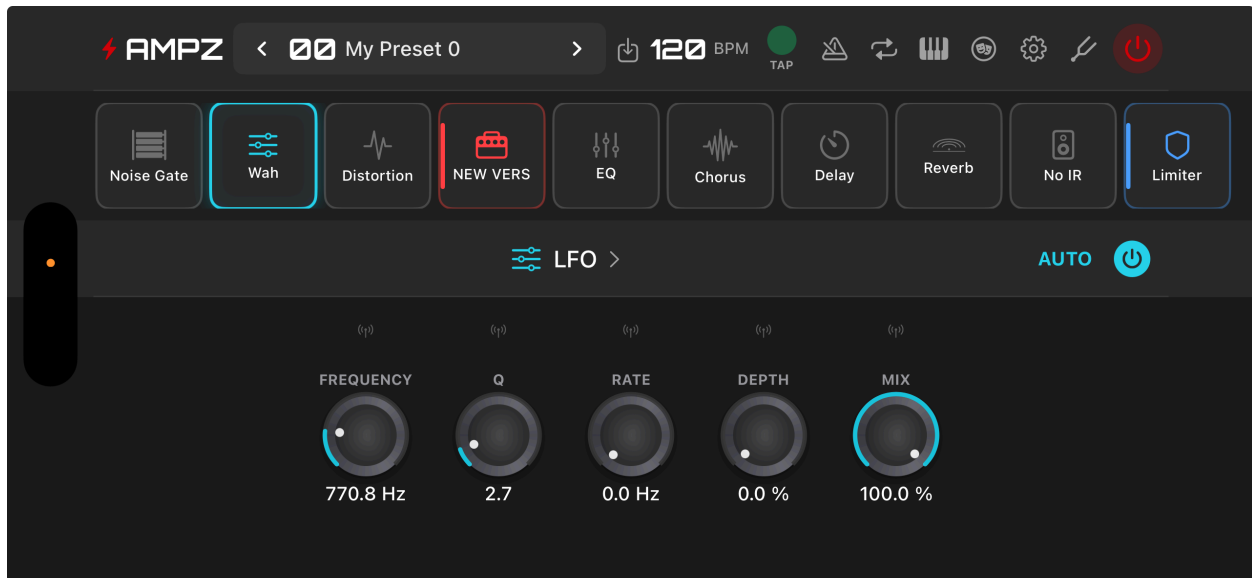 AMPZ
00 My Preset 0
120 BPM
TAP
Noise Gate
Wah
Distortion
NEW VERS
EQ
Chorus
Delay
Reverb
No IR
Limiter
LFO
AUTO
FREQUENCY
Q
RATE
DEPTH
MIX
770.8 Hz
2.7
0.0 Hz
0.0 %
100.0 %